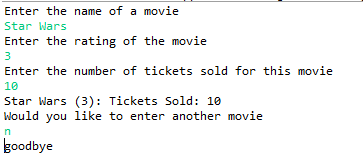 Enter the name of a movie
Star Wars
Enter the rating of the movie
3
Enter the number of tickets sold for this movie
10
Star Wars (3): Tickets Sold: 10
Would you like to enter another movie
n
goodbye